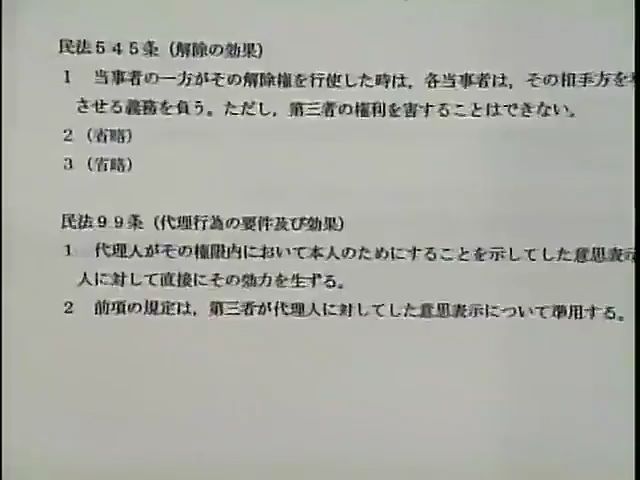 民法５４５条（解除の効果）
１　当事者の一方がその解除権を行使した時は，各当事者は，その相手方を
させる義務を負う。ただし，第三者の権利を害することはできない。
２（省略）
３（省略）
民法９９条（代理行為の要件及び効果）
１　代理人がその権限内において本人のためにすることを示してした意思表示
人に対して直接にその効力を生ずる。
２　前項の規定は，第三者が代理人に対してした意思表示について準用する。